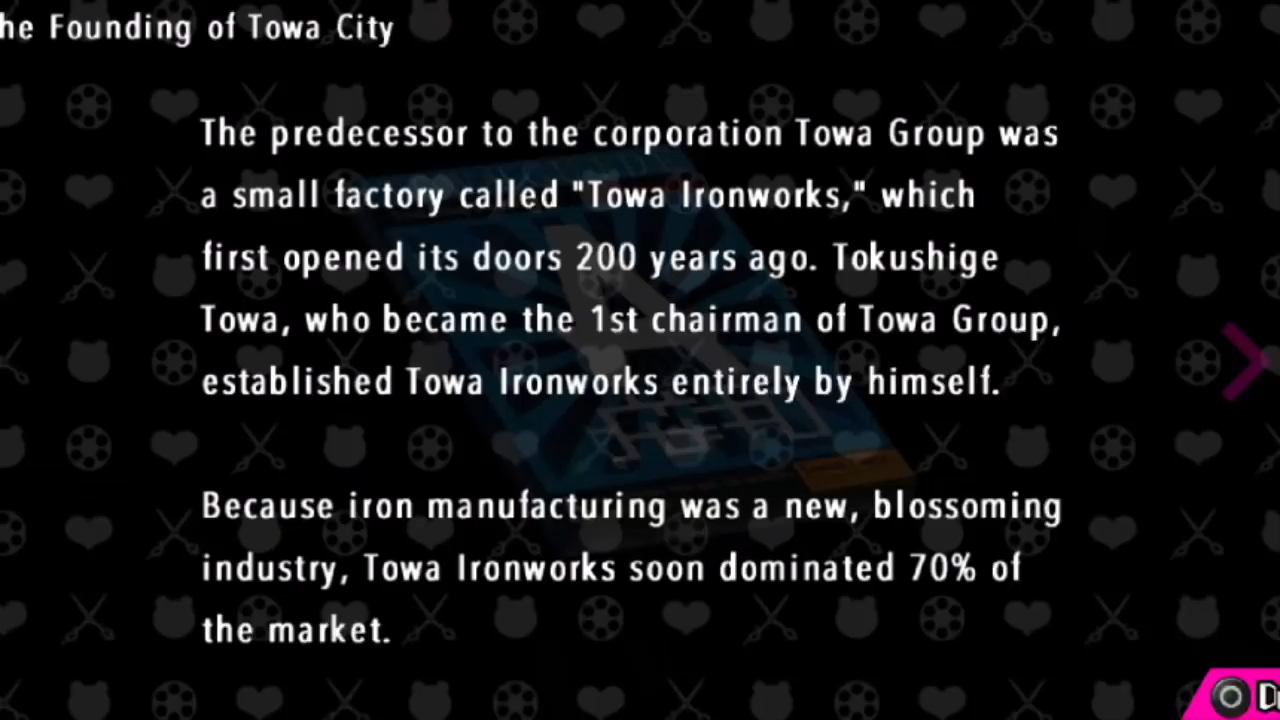 he Founding of Towa City
The predecessor to the corporation Towa Group was
a small factory called "Towa Ironworks," which
first opened its doors 200 years ago. Tokushige
Towa, who became the 1st chairman of Towa Group,
established Towa Ironworks entirely by himself.
Because iron manufacturing was a new, blossoming
industry, Towa Ironworks soon dominated 70% of
the market.